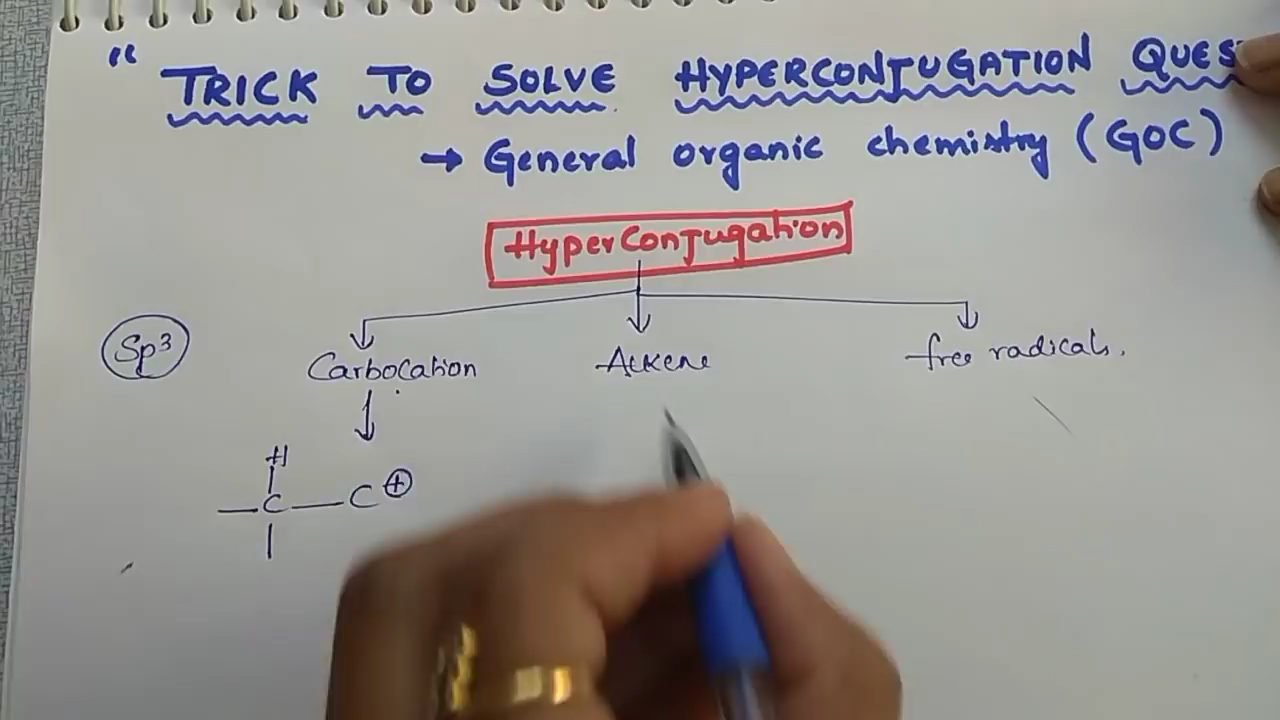 " TRICK TO SOLVE HYPERCONJUGATION QUES
→ General organic chemistry (GOC)
HyperConjugation
Sp³
Carbocation
Alkene
free radicals.
H
C — C ⊕